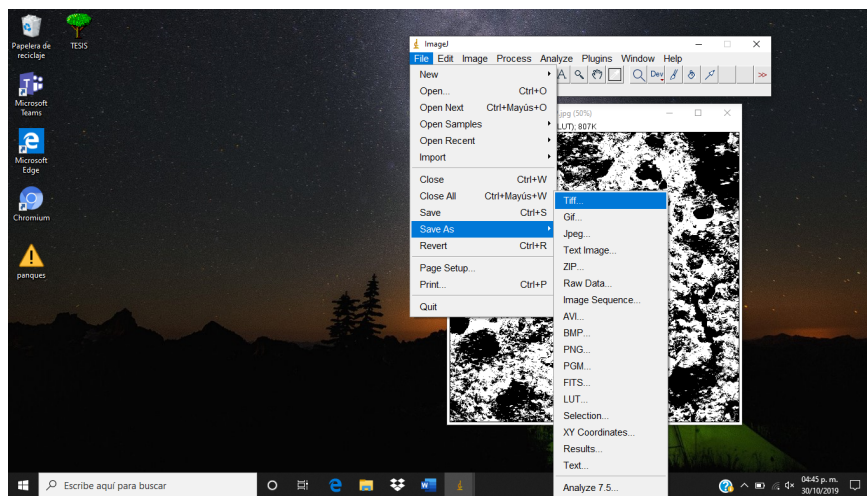 Papelera de
reciclaje
TESIS
Microsoft
Teams
Microsoft
Edge
Chromium
panques
ImageJ
File Edit Image Process Analyze Plugins Window Help
A Dev >>
New
Open... Ctrl+O
Open Next Ctrl+Mayús+O
Open Samples
Open Recent
Import
Close Ctrl+W
Close All Ctrl+Mayús+W
Save Ctrl+S
Save As
Revert Ctrl+R
Page Setup...
Print... Ctrl+P
Quit
.jpg (50%)
LUT); 807K
Tiff...
Gif...
Jpeg...
Text Image...
ZIP...
Raw Data...
Image Sequence...
AVI...
BMP...
PNG...
PGM...
FITS...
LUT...
Selection...
XY Coordinates...
Results...
Text...
Analyze 7.5...
Escribe aquí para buscar
04:45 p. m.
30/10/2019